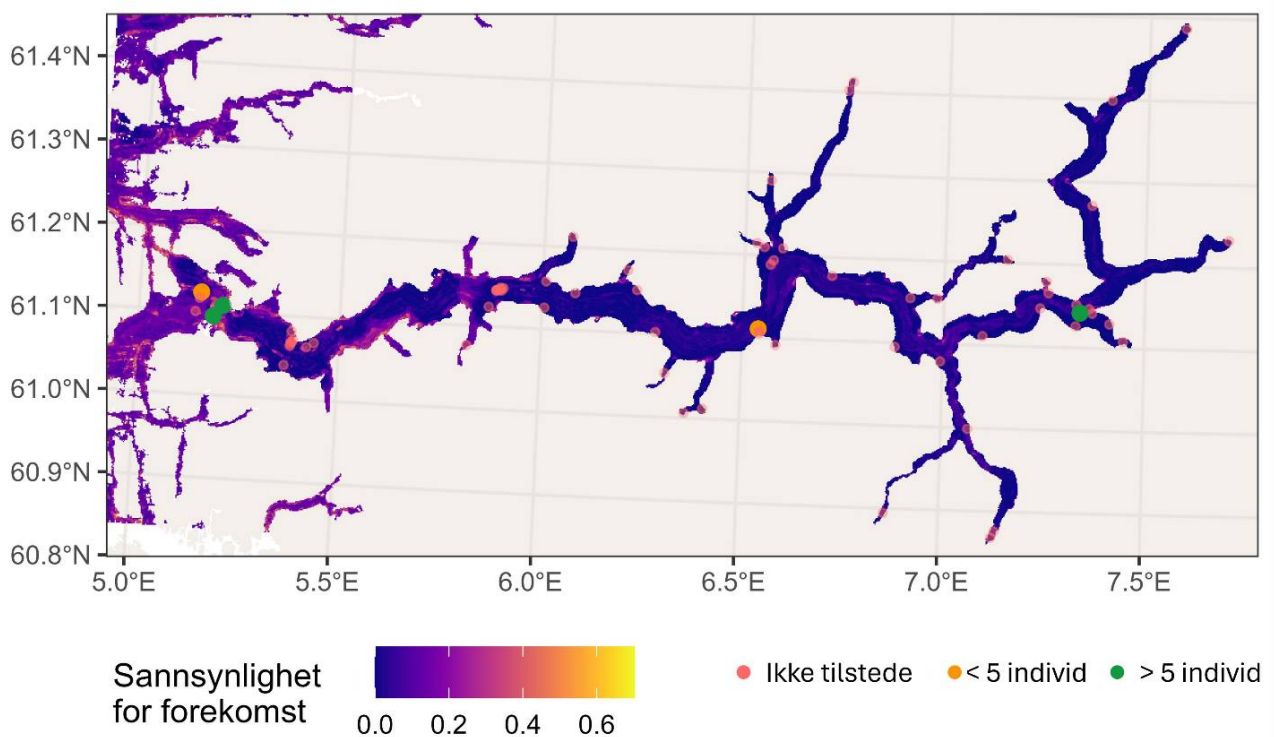 61.4°N
61.3°N
61.2°N
61.1°N
61.0°N
60.9°N
60.8°N
5.0°E 5.5°E 6.0°E 6.5°E 7.0°E 7.5°E
Sannsynlighet
for forekomst
0.0 0.2 0.4 0.6
Ikke tilstede < 5 individ > 5 individ